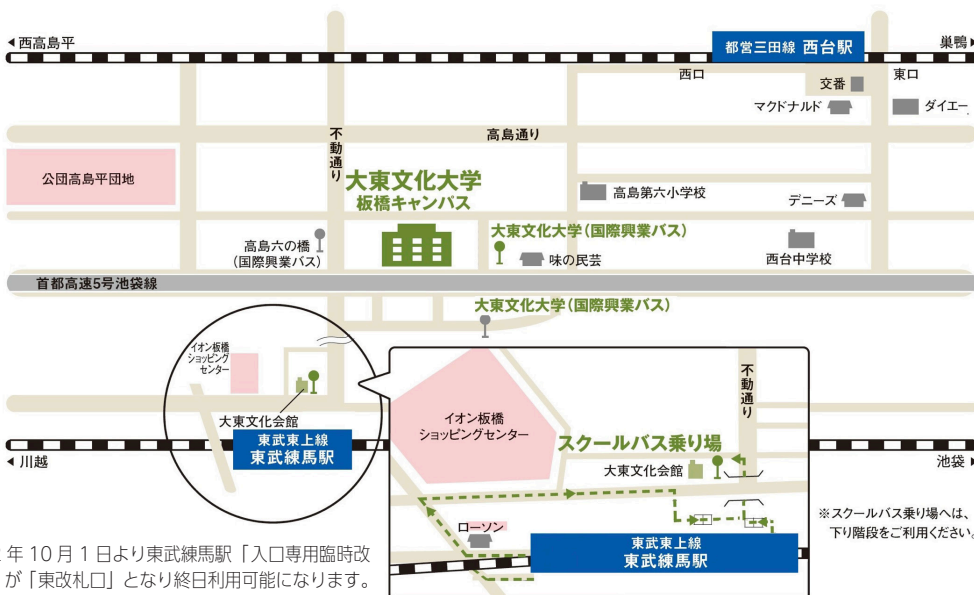 ◀西高島平
都営三田線 西台駅
巣鴨▶
西口
東口
交番
マクドナルド
ダイエー
高島通り
不動通り
公団高島平団地
大東文化大学
板橋キャンパス
高島第六小学校
デニーズ
高島六の橋
(国際興業バス)
大東文化大学(国際興業バス)
味の民芸
西台中学校
首都高速5号池袋線
大東文化大学(国際興業バス)
イオン板橋
ショッピング
センター
大東文化会館
東武東上線
東武練馬駅
◀川越
イオン板橋
ショッピングセンター
不動通り
スクールバス乗り場
大東文化会館
ローソン
東武東上線
東武練馬駅
池袋▶
※スクールバス乗り場へは、
下り階段をご利用ください。
年10月1日より東武練馬駅「入口専用臨時改
が「東改札口」となり終日利用可能になります。